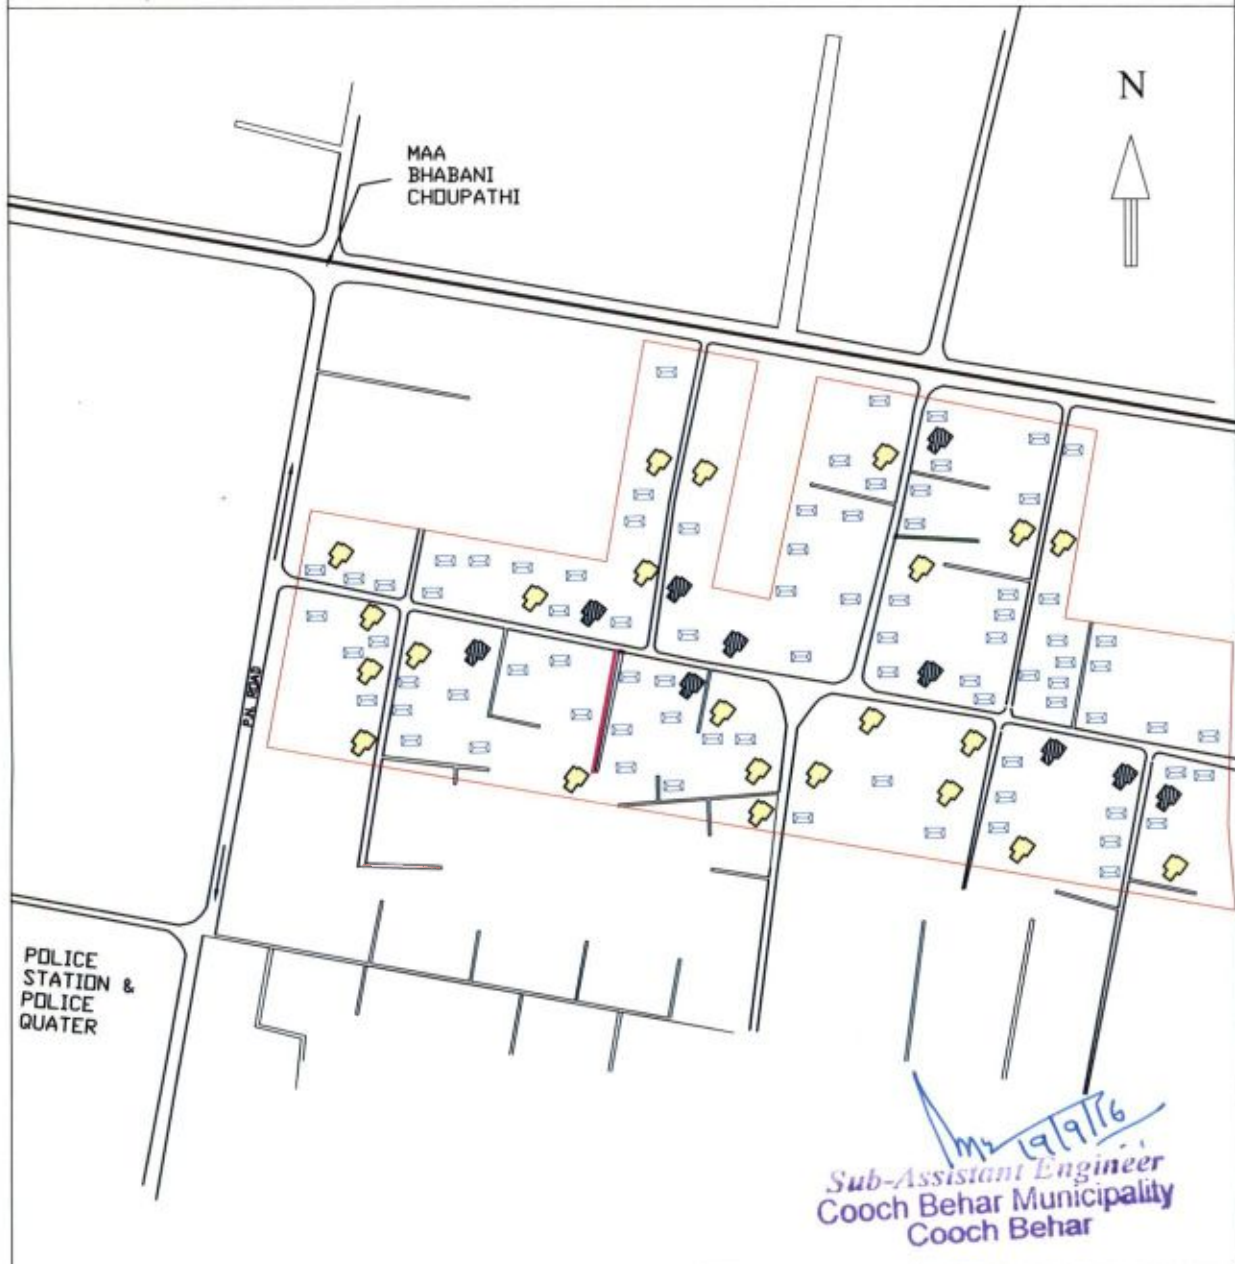 N
MAA
BHABANI
CHOUPATHI
P.N. ROAD
POLICE
STATION &
POLICE
QUATER
19/9/16
Sub-Assistant Engineer
Cooch Behar Municipality
Cooch Behar